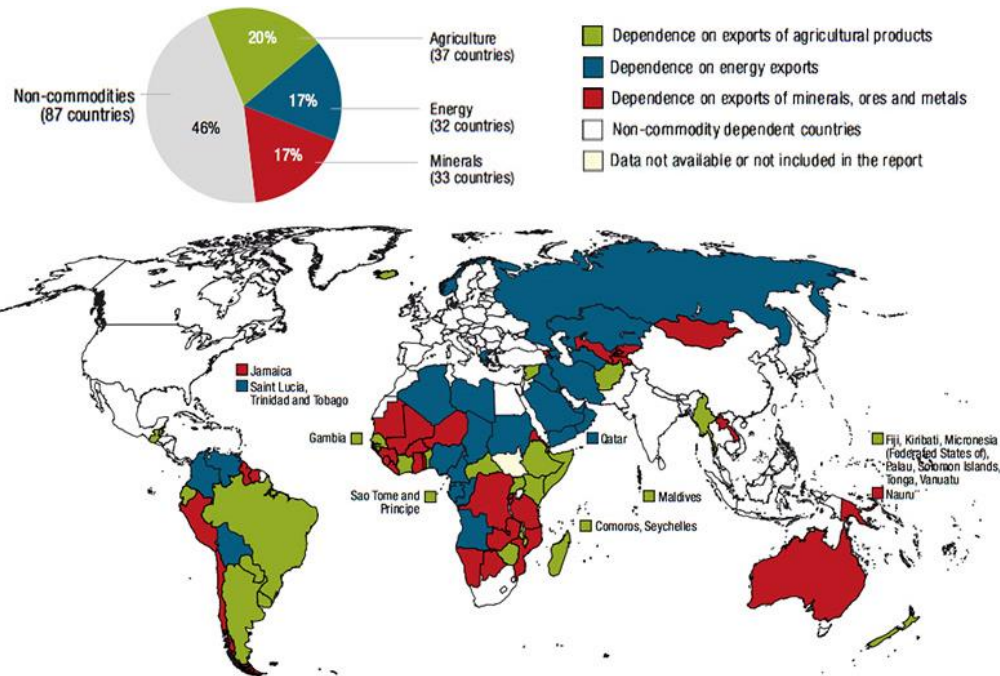 20%
17%
17%
46%
Non-commodities
(87 countries)
Agriculture
(37 countries)
Energy
(32 countries)
Minerals
(33 countries)
Dependence on exports of agricultural products
Dependence on energy exports
Dependence on exports of minerals, ores and metals
Non-commodity dependent countries
Data not available or not included in the report
Jamaica
Saint Lucia,
Trinidad and Tobago
Gambia
Sao Tome and
Principe
Qatar
Maldives
Comoros, Seychelles
Fiji, Kiribati, Micronesia
(Federated States of),
Palau, Solomon Islands,
Tonga, Vanuatu
Nauru